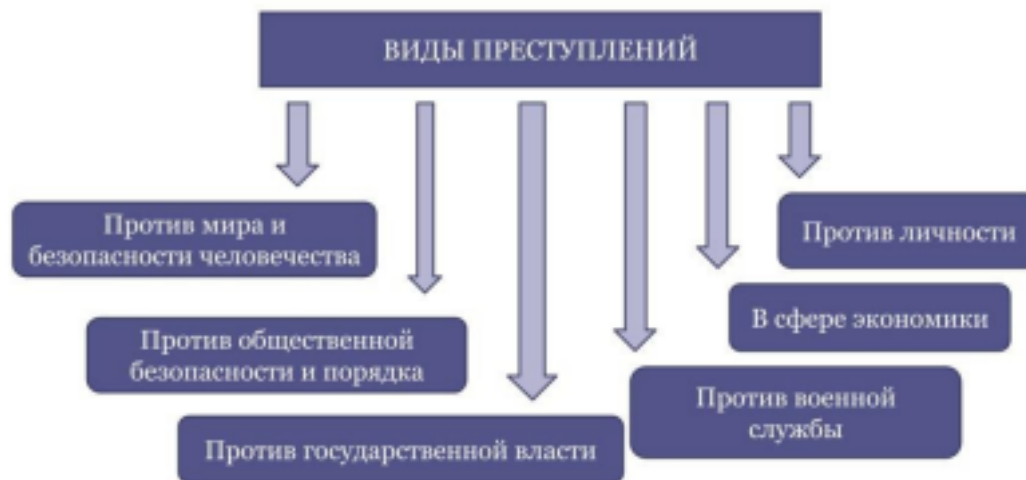 ВИДЫ ПРЕСТУПЛЕНИЙ
Против мира и
безопасности человечества
Против общественной
безопасности и порядка
Против государственной власти
Против военной
службы
В сфере экономики
Против личности